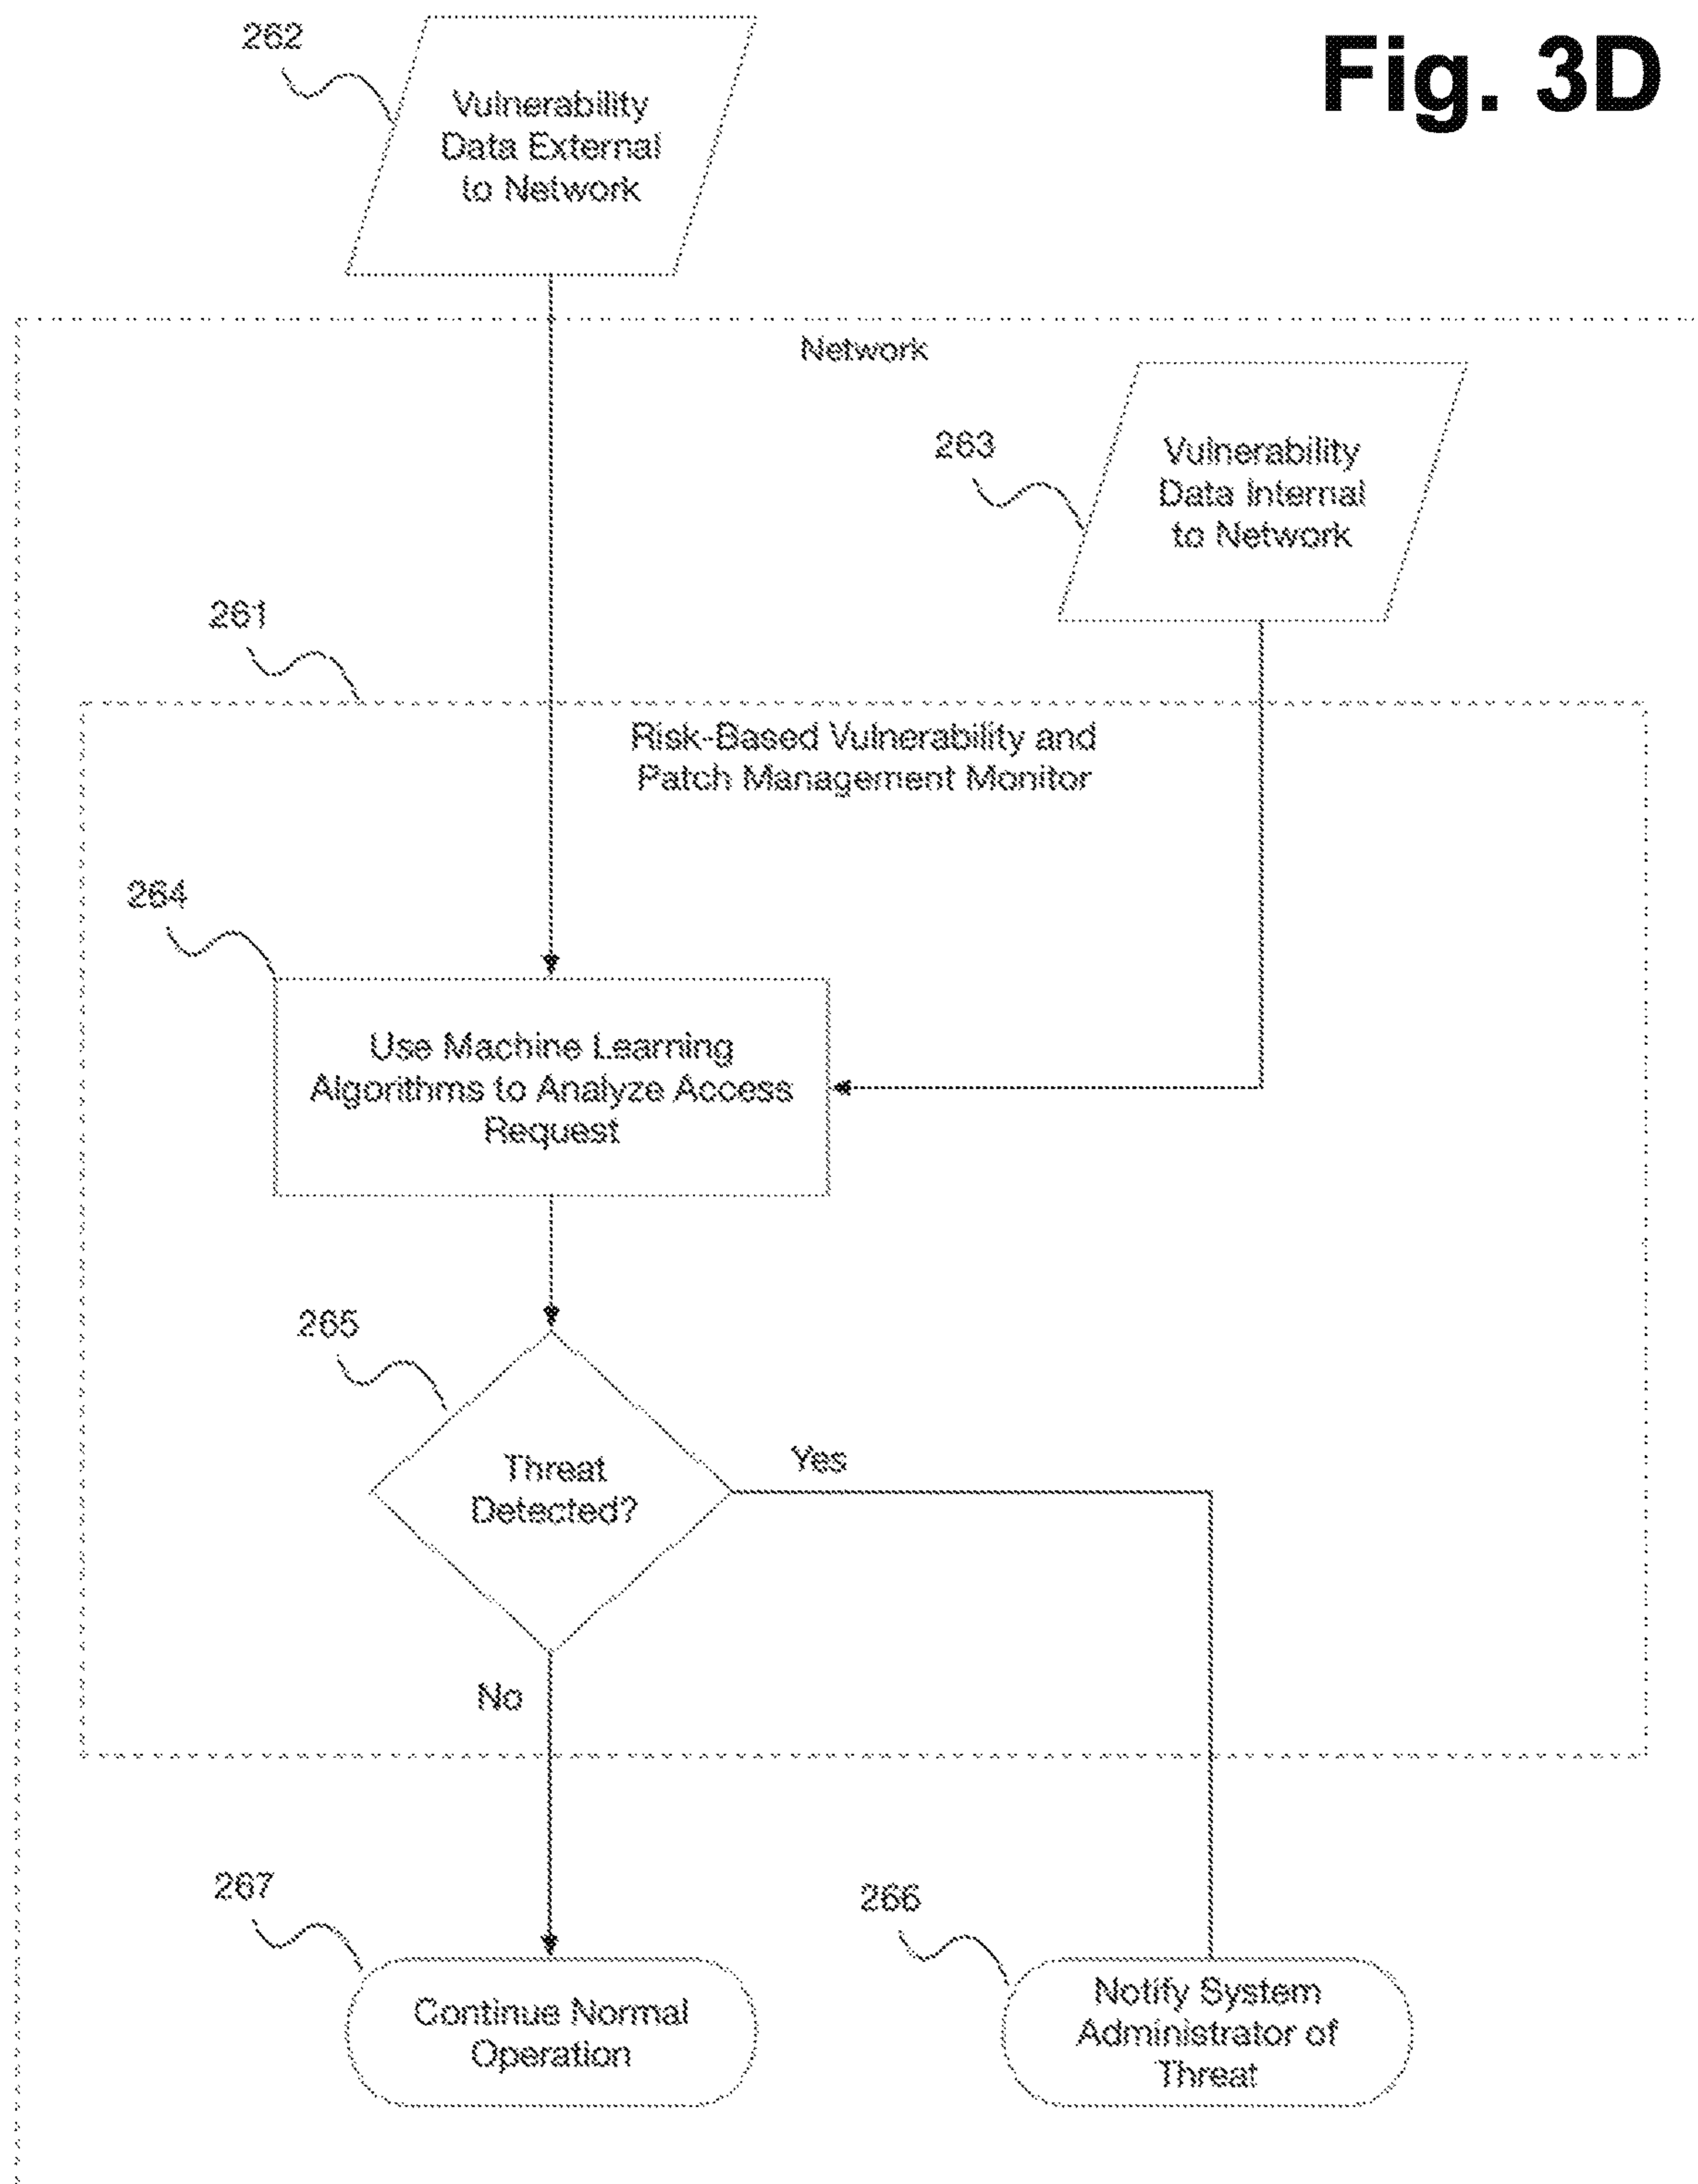 Fig. 3D
262
Vulnerability
Data External
to Network
Network
263
Vulnerability
Data Internal
to Network
261
Risk-Based Vulnerability and
Patch Management Monitor
264
Use Machine Learning
Algorithms to Analyze Access
Request
265
Threat
Detected?
Yes
No
267
Continue Normal
Operation
266
Notify System
Administrator of
Threat